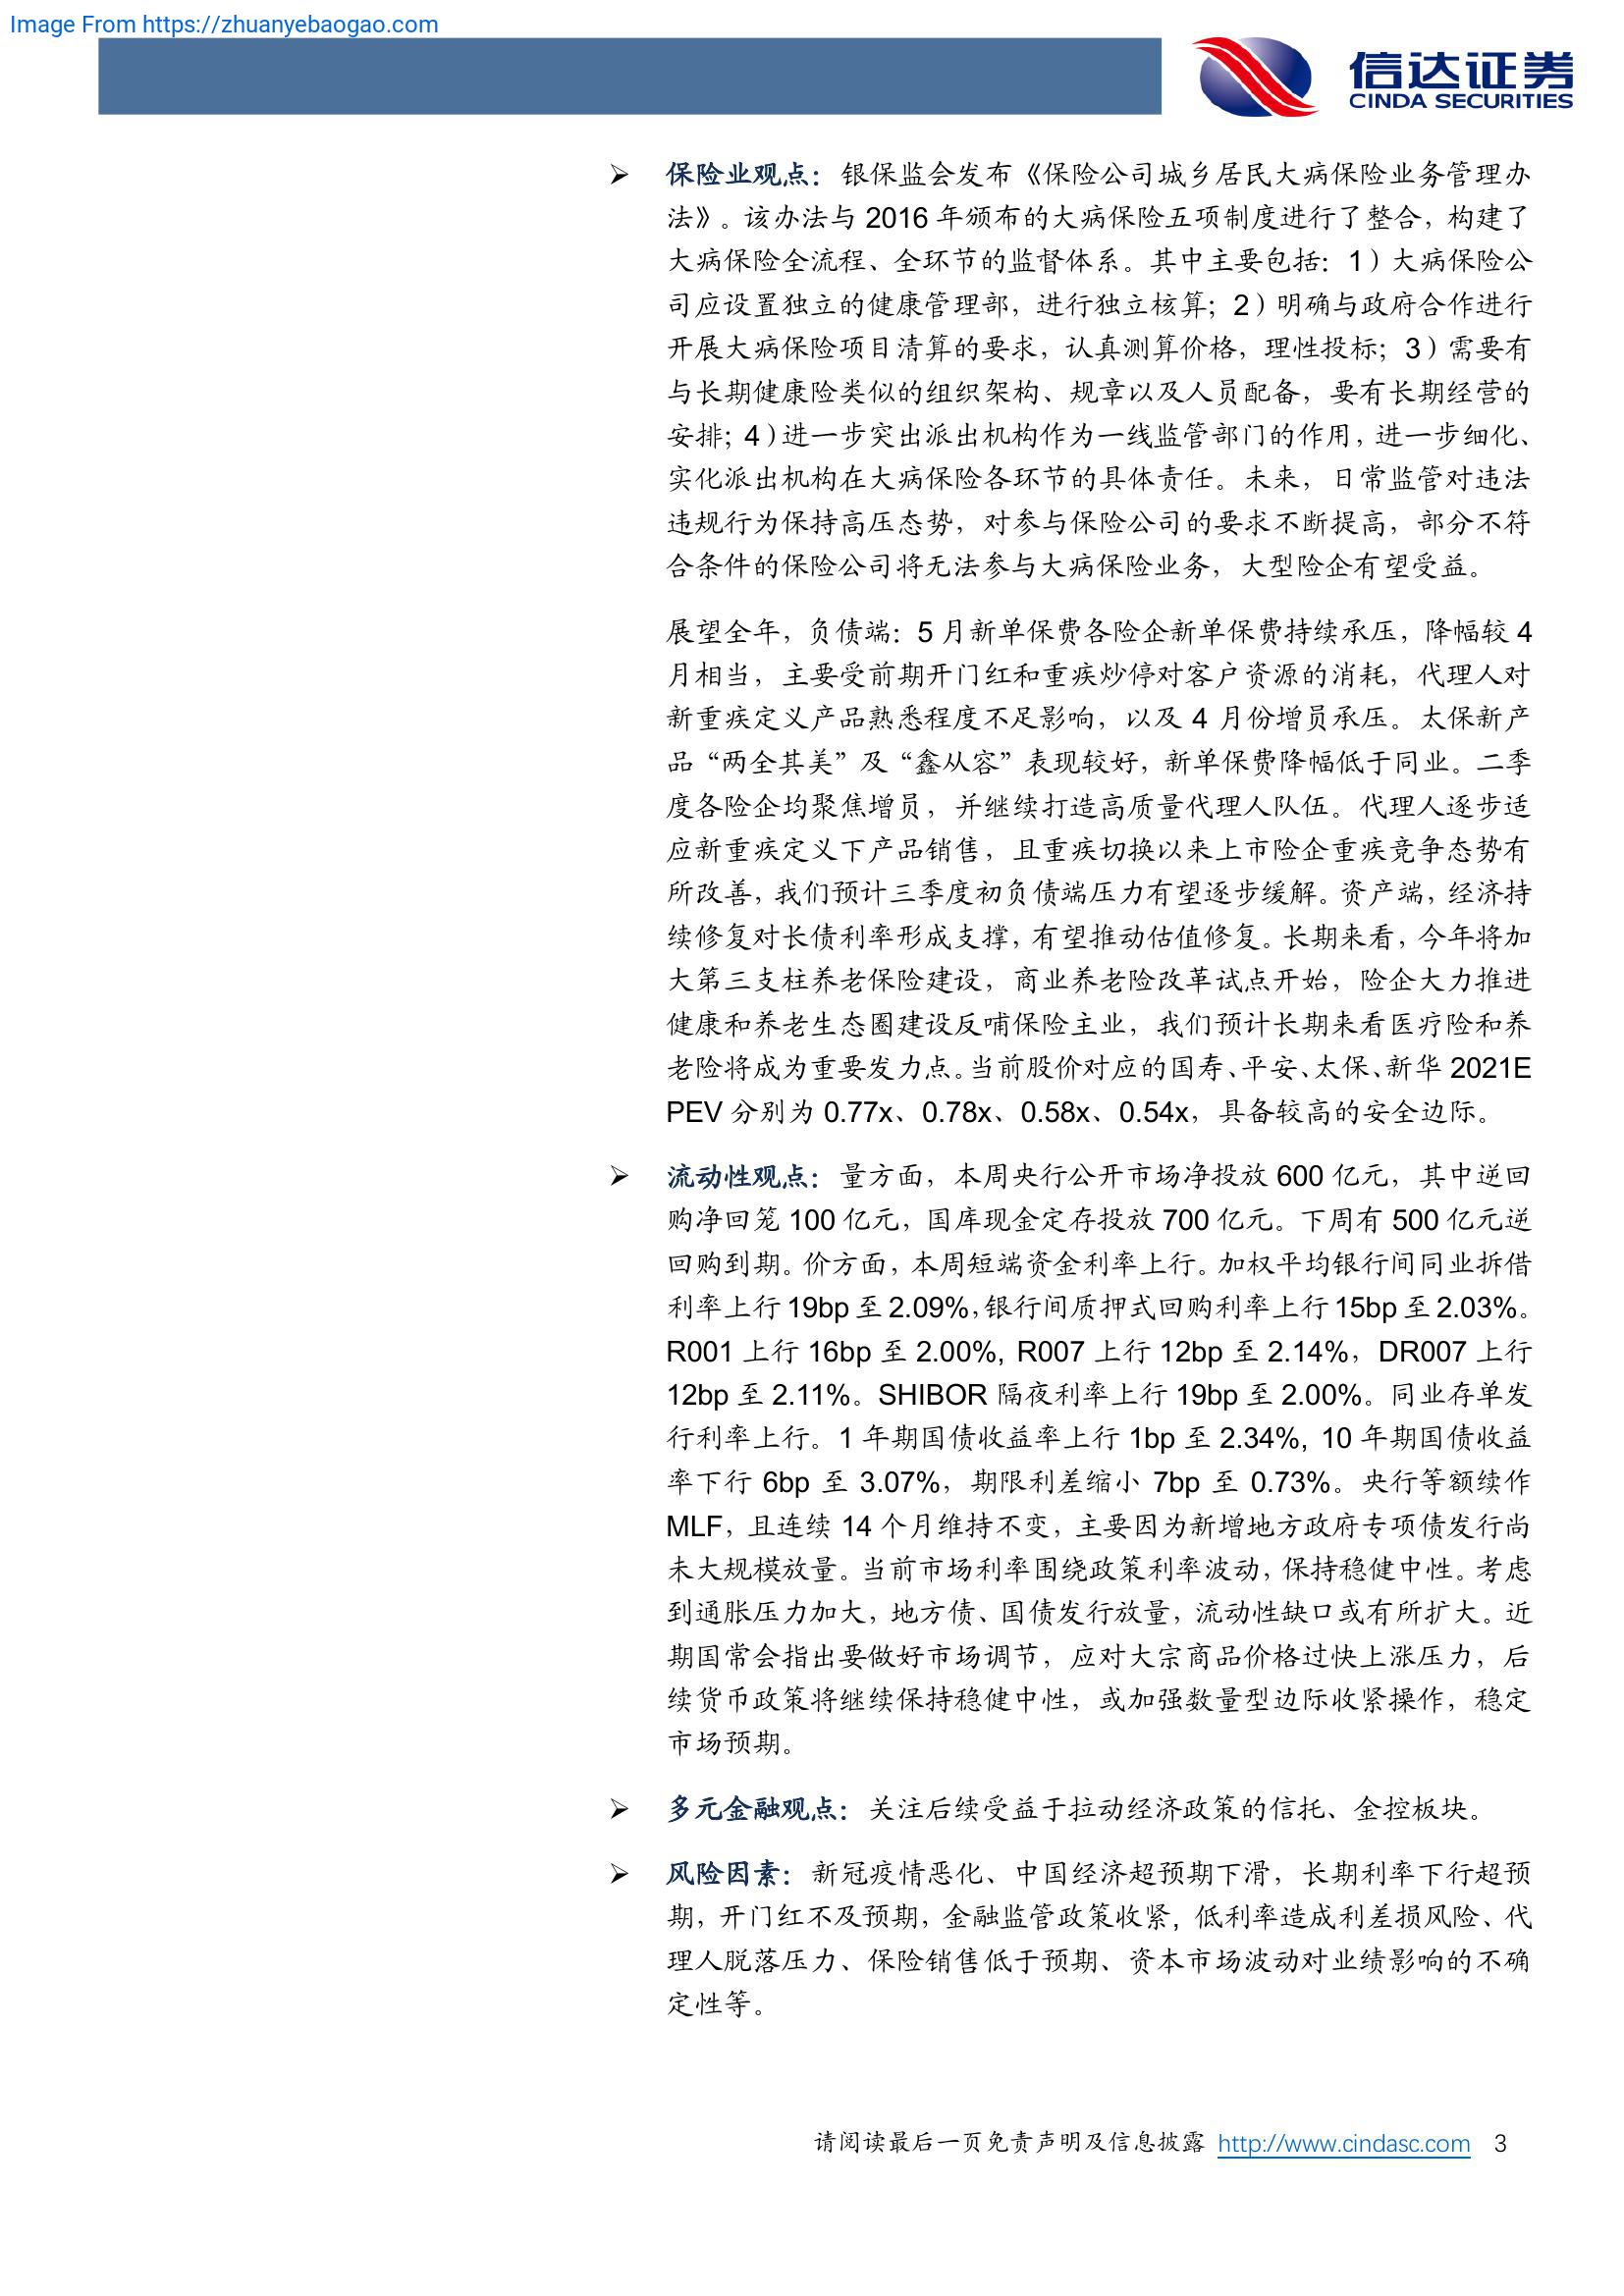 Image From https://zhuanyebaogao.com
信达证券
CINDA SECURITIES
➢ 保险业观点：银保监会发布《保险公司城乡居民大病保险业务管理办
法》。该办法与 2016 年颁布的大病保险五项制度进行了整合，构建了
大病保险全流程、全环节的监督体系。其中主要包括：1）大病保险公
司应设置独立的健康管理部，进行独立核算；2）明确与政府合作进行
开展大病保险项目清算的要求，认真测算价格，理性投标；3）需要有
与长期健康险类似的组织架构、规章以及人员配备，要有长期经营的
安排；4）进一步突出派出机构作为一线监管部门的作用，进一步细化、
实化派出机构在大病保险各环节的具体责任。未来，日常监管对违法
违规行为保持高压态势，对参与保险公司的要求不断提高，部分不符
合条件的保险公司将无法参与大病保险业务，大型险企有望受益。
展望全年，负债端：5 月新单保费各险企新单保费持续承压，降幅较 4
月相当，主要受前期开门红和重疾炒停对客户资源的消耗，代理人对
新重疾定义产品熟悉程度不足影响，以及 4 月份增员承压。太保新产
品“两全其美”及“鑫从容”表现较好，新单保费降幅低于同业。二季
度各险企均聚焦增员，并继续打造高质量代理人队伍。代理人逐步适
应新重疾定义下产品销售，且重疾切换以来上市险企重疾竞争态势有
所改善，我们预计三季度初负债端压力有望逐步缓解。资产端，经济持
续修复对长债利率形成支撑，有望推动估值修复。长期来看，今年将加
大第三支柱养老保险建设，商业养老险改革试点开始，险企大力推进
健康和养老生态圈建设反哺保险主业，我们预计长期来看医疗险和养
老险将成为重要发力点。当前股价对应的国寿、平安、太保、新华 2021E
PEV 分别为 0.77x、0.78x、0.58x、0.54x，具备较高的安全边际。
➢ 流动性观点：量方面，本周央行公开市场净投放 600 亿元，其中逆回
购净回笼 100 亿元，国库现金定存投放 700 亿元。下周有 500 亿元逆
回购到期。价方面，本周短端资金利率上行。加权平均银行间同业拆借
利率上行 19bp 至 2.09%，银行间质押式回购利率上行 15bp 至 2.03%。
R001 上行 16bp 至 2.00%, R007 上行 12bp 至 2.14%，DR007 上行
12bp 至 2.11%。SHIBOR 隔夜利率上行 19bp 至 2.00%。同业存单发
行利率上行。1 年期国债收益率上行 1bp 至 2.34%, 10 年期国债收益
率下行 6bp 至 3.07%，期限利差缩小 7bp 至 0.73%。央行等额续作
MLF，且连续 14 个月维持不变，主要因为新增地方政府专项债发行尚
未大规模放量。当前市场利率围绕政策利率波动，保持稳健中性。考虑
到通胀压力加大，地方债、国债发行放量，流动性缺口或有所扩大。近
期国常会指出要做好市场调节，应对大宗商品价格过快上涨压力，后
续货币政策将继续保持稳健中性，或加强数量型边际收紧操作，稳定
市场预期。
➢ 多元金融观点：关注后续受益于拉动经济政策的信托、金控板块。
➢ 风险因素：新冠疫情恶化、中国经济超预期下滑，长期利率下行超预
期，开门红不及预期，金融监管政策收紧, 低利率造成利差损风险、代
理人脱落压力、保险销售低于预期、资本市场波动对业绩影响的不确
定性等。
请阅读最后一页免责声明及信息披露 http://www.cindasc.com 3